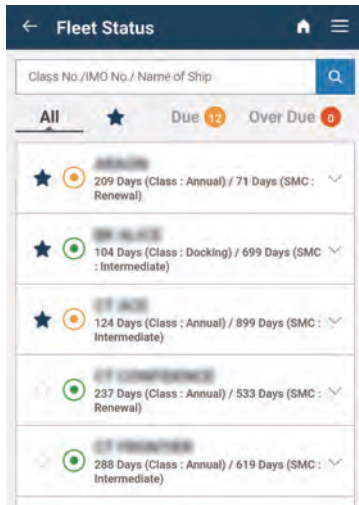 Fleet Status
Class No./IMO No./ Name of Ship
All Due 12 Over Due 0
209 Days (Class : Annual) / 71 Days (SMC :
Renewal)
104 Days (Class : Docking) / 699 Days (SMC
: Intermediate)
124 Days (Class : Annual) / 899 Days (SMC :
Intermediate)
237 Days (Class : Annual) / 533 Days (SMC :
Renewal)
288 Days (Class : Annual) / 619 Days (SMC :
Intermediate)